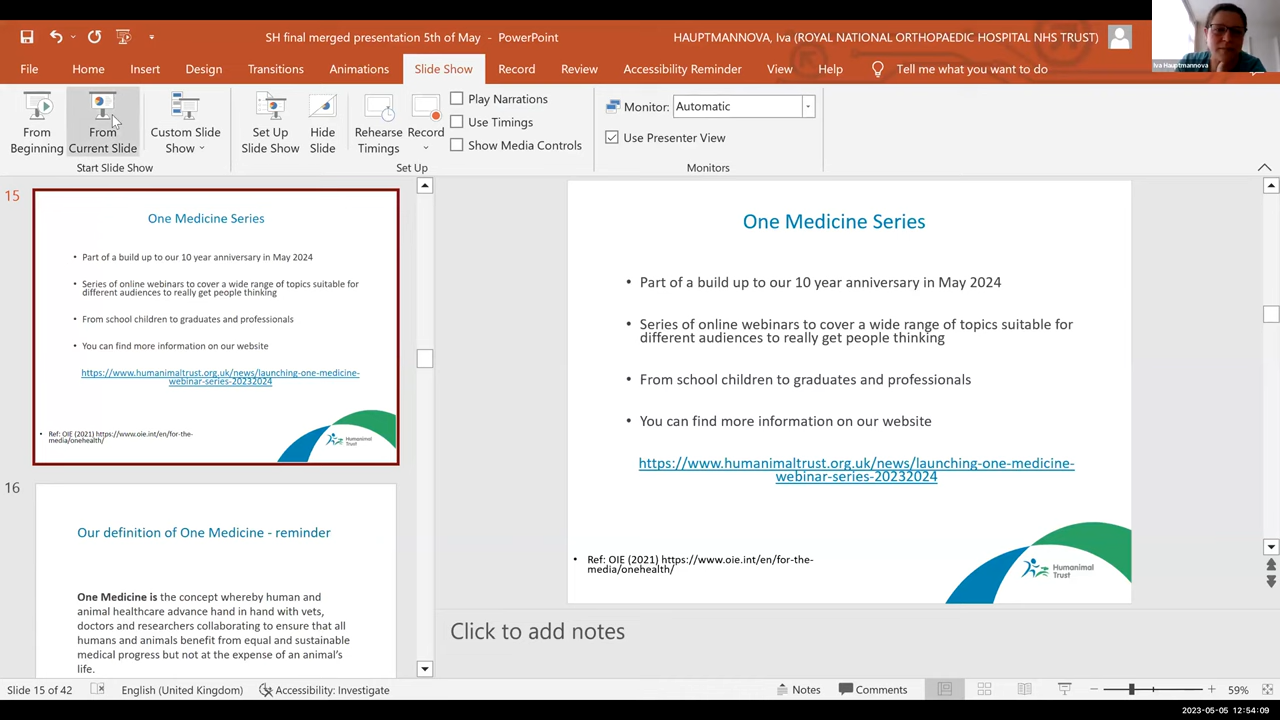 SH final merged presentation 5th of May - PowerPoint
HAUPTMANNOVA, Iva (ROYAL NATIONAL ORTHOPAEDIC HOSPITAL NHS TRUST)
Iva Hauptmannova
File Home Insert Design Transitions Animations Slide Show Record Review Accessibility Reminder View Help Tell me what you want to do
From Beginning
From Current Slide
Custom Slide Show
Set Up Slide Show
Hide Slide
Rehearse Timings
Record
Play Narrations
Use Timings
Show Media Controls
Monitor: Automatic
Use Presenter View
Start Slide Show
Set Up
Monitors
15
One Medicine Series
• Part of a build up to our 10 year anniversary in May 2024
• Series of online webinars to cover a wide range of topics suitable for
different audiences to really get people thinking
• From school children to graduates and professionals
• You can find more information on our website
https://www.humanimaltrust.org.uk/news/launching-one-medicine-
webinar-series-20232024
• Ref: OIE (2021) https://www.oie.int/en/for-the-
media/onehealth/
Humanimal
Trust
16
Our definition of One Medicine - reminder
One Medicine is the concept whereby human and
animal healthcare advance hand in hand with vets,
doctors and researchers collaborating to ensure that all
humans and animals benefit from equal and sustainable
medical progress but not at the expense of an animal's
life.
One Medicine Series
• Part of a build up to our 10 year anniversary in May 2024
• Series of online webinars to cover a wide range of topics suitable for
different audiences to really get people thinking
• From school children to graduates and professionals
• You can find more information on our website
https://www.humanimaltrust.org.uk/news/launching-one-medicine-
webinar-series-20232024
• Ref: OIE (2021) https://www.oie.int/en/for-the-
media/onehealth/
Humanimal
Trust
Click to add notes
Slide 15 of 42 English (United Kingdom) Accessibility: Investigate Notes Comments 59%
2023-05-05 12:54:09